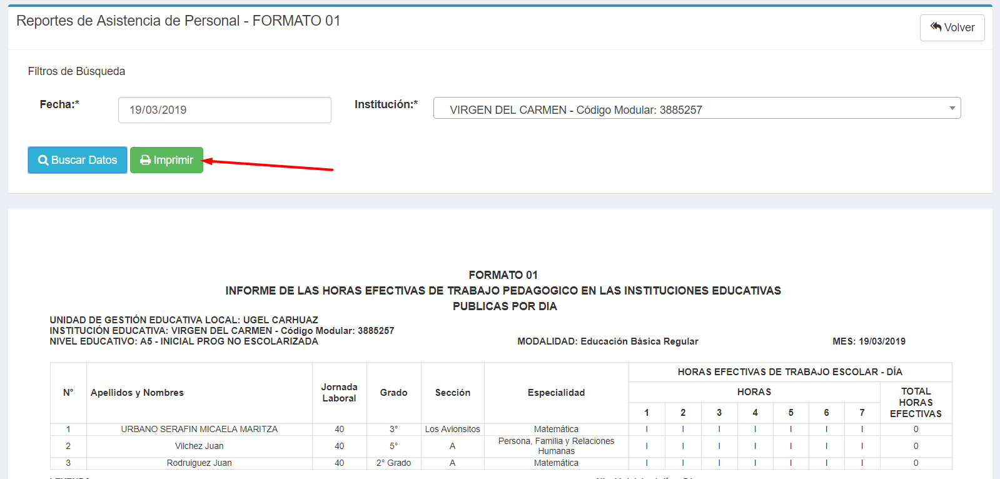 Reportes de Asistencia de Personal - FORMATO 01
Volver
Filtros de Búsqueda
Fecha:* 19/03/2019 Institución:* VIRGEN DEL CARMEN - Código Modular: 3885257
Buscar Datos Imprimir
FORMATO 01
INFORME DE LAS HORAS EFECTIVAS DE TRABAJO PEDAGOGICO EN LAS INSTITUCIONES EDUCATIVAS
PUBLICAS POR DIA
UNIDAD DE GESTIÓN EDUCATIVA LOCAL: UGEL CARHUAZ
INSTITUCIÓN EDUCATIVA: VIRGEN DEL CARMEN - Código Modular: 3885257
NIVEL EDUCATIVO: A5 - INICIAL PROG NO ESCOLARIZADA MODALIDAD: Educación Básica Regular MES: 19/03/2019
N° Apellidos y Nombres Jornada Laboral Grado Sección Especialidad HORAS EFECTIVAS DE TRABAJO ESCOLAR - DÍA
HORAS TOTAL HORAS EFECTIVAS
1 2 3 4 5 6 7
1 URBANO SERAFIN MICAELA MARITZA 40 3° Los Avionsitos Matemática I I I I I I I 0
2 Vilchez Juan 40 5° A Persona, Familia y Relaciones Humanas I I I I I I I 0
3 Rodruiguez Juan 40 2° Grado A Matemática I I I I I I I 0